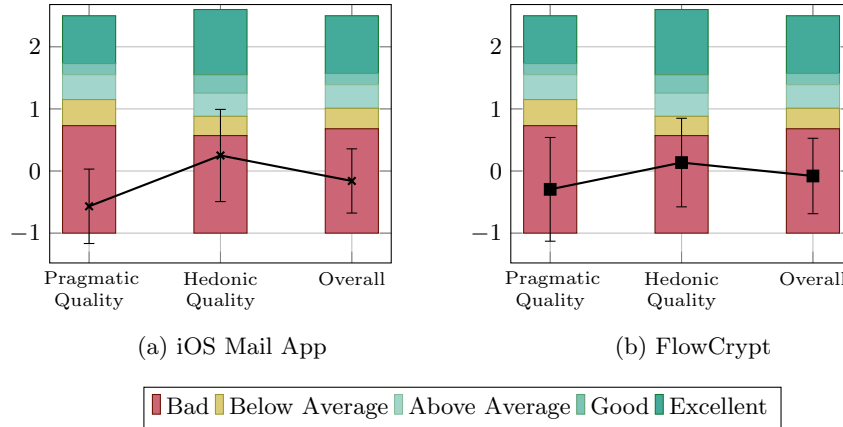 2
1
0
−1
Pragmatic
Quality
Hedonic
Quality
Overall
(a) iOS Mail App
2
1
0
−1
Pragmatic
Quality
Hedonic
Quality
Overall
(b) FlowCrypt
Bad Below Average Above Average Good Excellent